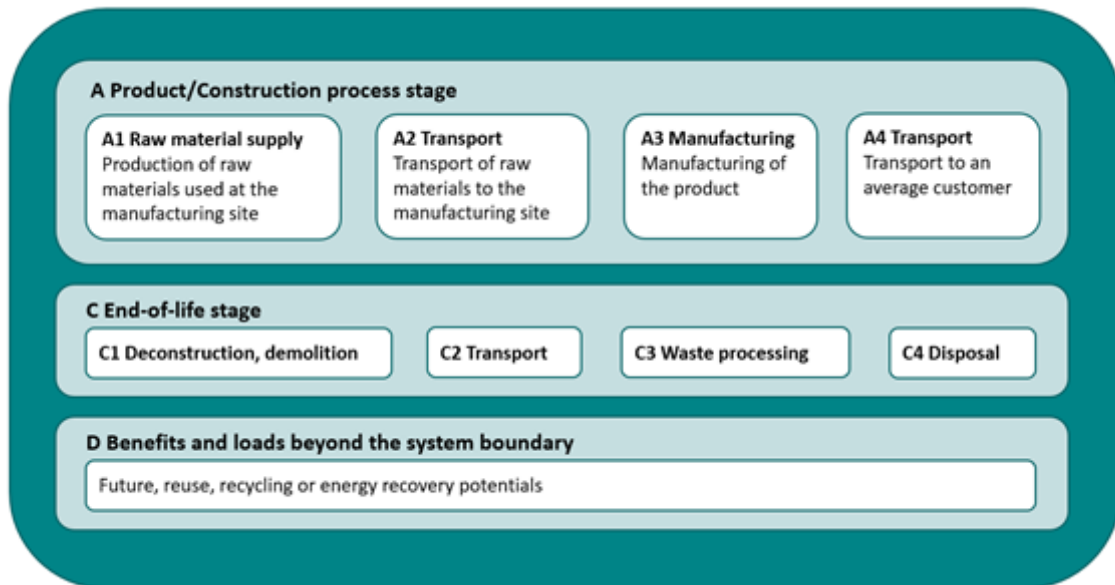 A Product/Construction process stage
A1 Raw material supply
Production of raw
materials used at the
manufacturing site
A2 Transport
Transport of raw
materials to the
manufacturing site
A3 Manufacturing
Manufacturing of
the product
A4 Transport
Transport to an
average customer
C End-of-life stage
C1 Deconstruction, demolition
C2 Transport
C3 Waste processing
C4 Disposal
D Benefits and loads beyond the system boundary
Future, reuse, recycling or energy recovery potentials